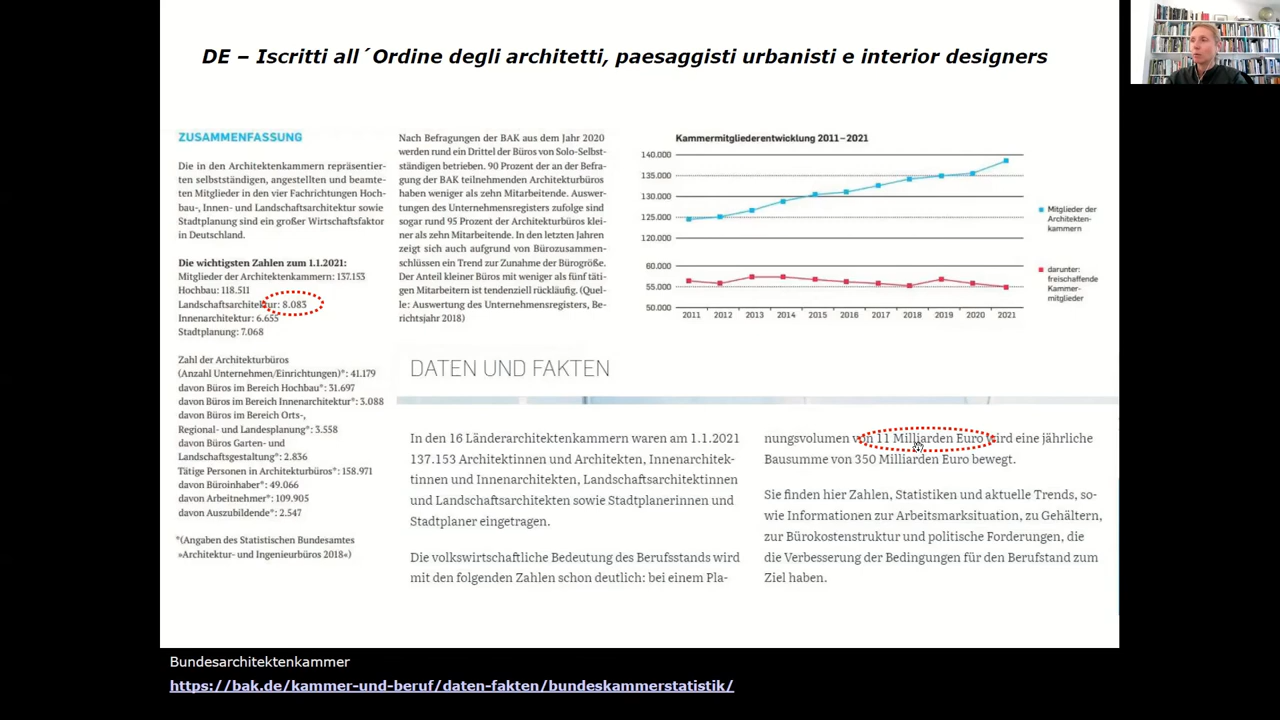 DE – Iscritti all´Ordine degli architetti, paesaggisti urbanisti e interior designers
ZUSAMMENFASSUNG
Die in den Architektenkammern repräsentier-
ten selbstständigen, angestellten und beamte-
ten Mitglieder in den vier Fachrichtungen Hoch-
bau-, Innen- und Landschaftsarchitektur sowie
Stadtplanung sind ein großer Wirtschaftsfaktor
in Deutschland.
Die wichtigsten Zahlen zum 1.1.2021:
Mitglieder der Architektenkammern: 137.153
Hochbau: 118.511
Landschaftsarchitektur: 8.083
Innenarchitektur: 6.655
Stadtplanung: 7.068
Zahl der Architekturbüros
(Anzahl Unternehmen/Einrichtungen)*: 41.179
davon Büros im Bereich Hochbau*: 31.697
davon Büros im Bereich Innenarchitektur*: 3.088
davon Büros im Bereich Orts-,
Regional- und Landesplanung*: 3.558
davon Büros Garten- und
Landschaftsgestaltung*: 2.836
Tätige Personen in Architekturbüros*: 158.971
davon Büroinhaber*: 49.066
davon Arbeitnehmer*: 109.905
davon Auszubildende*: 2.547
*(Angaben des Statistischen Bundesamtes
»Architektur- und Ingenieurbüros 2018«)
Nach Befragungen der BAK aus dem Jahr 2020
werden rund ein Drittel der Büros von Solo-Selbst-
ständigen betrieben. 90 Prozent der an der Befra-
gung der BAK teilnehmenden Architekturbüros
haben weniger als zehn Mitarbeitende. Auswer-
tungen des Unternehmensregisters zufolge sind
sogar rund 95 Prozent der Architekturbüros klei-
ner als zehn Mitarbeitende. In den letzten Jahren
zeigt sich auch aufgrund von Bürozusammen-
schlüssen ein Trend zur Zunahme der Bürogröße.
Der Anteil kleiner Büros mit weniger als fünf täti-
gen Mitarbeitern ist tendenziell rückläufig. (Quel-
le: Auswertung des Unternehmensregisters, Be-
richtsjahr 2018)
Kammermitgliederentwicklung 2011–2021
140.000
135.000
130.000
125.000
120.000
60.000
55.000
50.000
2011 2012 2013 2014 2015 2016 2017 2018 2019 2020 2021
Mitglieder der
Architekten-
kammern
darunter:
freischaffende
Kammer-
mitglieder
DATEN UND FAKTEN
In den 16 Länderarchitektenkammern waren am 1.1.2021
137.153 Architektinnen und Architekten, Innenarchitek-
tinnen und Innenarchitekten, Landschaftsarchitektinnen
und Landschaftsarchitekten sowie Stadtplanerinnen und
Stadtplaner eingetragen.
Die volkswirtschaftliche Bedeutung des Berufsstands wird
mit den folgenden Zahlen schon deutlich: bei einem Pla-
nungsvolumen von 11 Milliarden Euro wird eine jährliche
Bausumme von 350 Milliarden Euro bewegt.
Sie finden hier Zahlen, Statistiken und aktuelle Trends, so-
wie Informationen zur Arbeitsmarksituation, zu Gehältern,
zur Bürokostenstruktur und politische Forderungen, die
die Verbesserung der Bedingungen für den Berufstand zum
Ziel haben.
Bundesarchitektenkammer
https://bak.de/kammer-und-beruf/daten-fakten/bundeskammerstatistik/